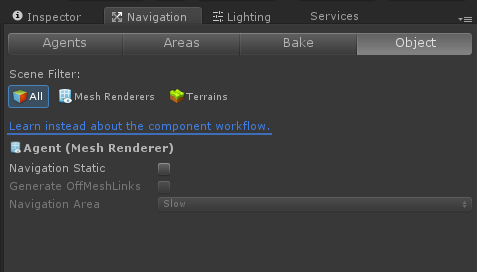 Inspector Navigation Lighting Services
Agents Areas Bake Object
Scene Filter:
All Mesh Renderers Terrains
Learn instead about the component workflow.
Agent (Mesh Renderer)
Navigation Static
Generate OffMeshLinks
Navigation Area Slow